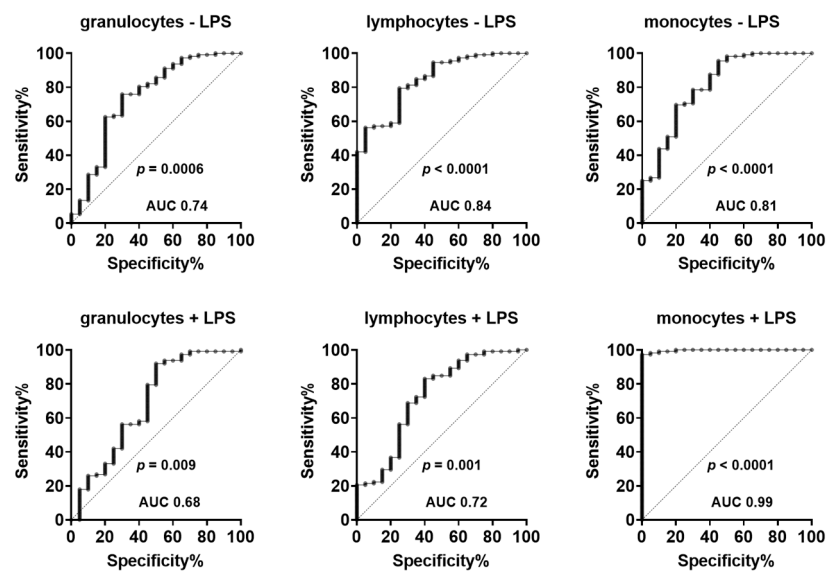 granulocytes - LPS
100
80
60
40
20
0
Sensitivity%
p = 0.0006
AUC 0.74
0 20 40 60 80 100
Specificity%
lymphocytes - LPS
100
80
60
40
20
0
Sensitivity%
p < 0.0001
AUC 0.84
0 20 40 60 80 100
Specificity%
monocytes - LPS
100
80
60
40
20
0
Sensitivity%
p < 0.0001
AUC 0.81
0 20 40 60 80 100
Specificity%
granulocytes + LPS
100
80
60
40
20
0
Sensitivity%
p = 0.009
AUC 0.68
0 20 40 60 80 100
Specificity%
lymphocytes + LPS
100
80
60
40
20
0
Sensitivity%
p = 0.001
AUC 0.72
0 20 40 60 80 100
Specificity%
monocytes + LPS
100
80
60
40
20
0
Sensitivity%
p < 0.0001
AUC 0.99
0 20 40 60 80 100
Specificity%